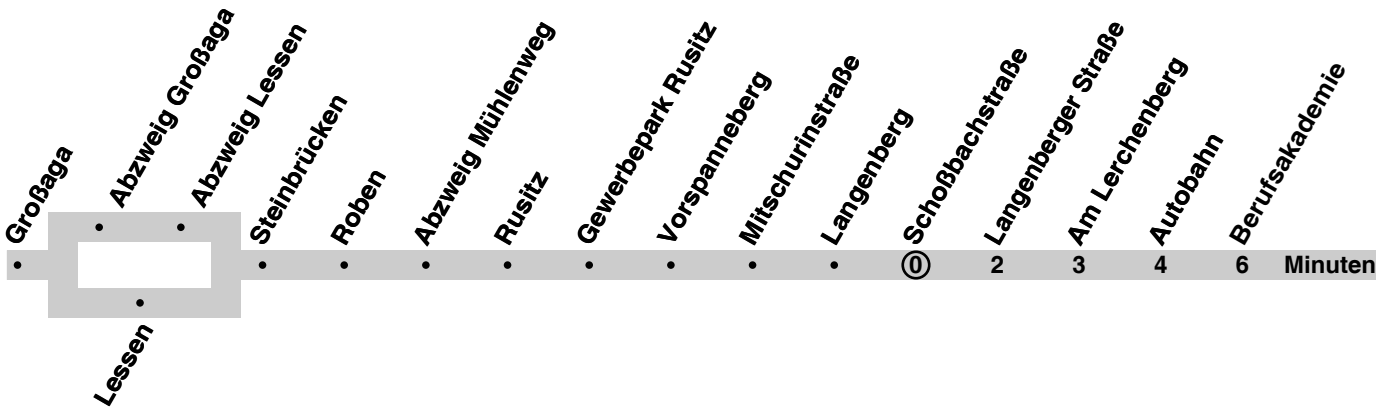 Großaga
Abzweig Großaga
Abzweig Lessen
Lessen
Steinbrücken
Roben
Abzweig Mühlenweg
Rusitz
Gewerbepark Rusitz
Vorspanneberg
Mitschurinstraße
Langenberg
Schoßbachstraße
Langenberger Straße
Am Lerchenberg
Autobahn
Berufsakademie
0 2 3 4 6 Minuten